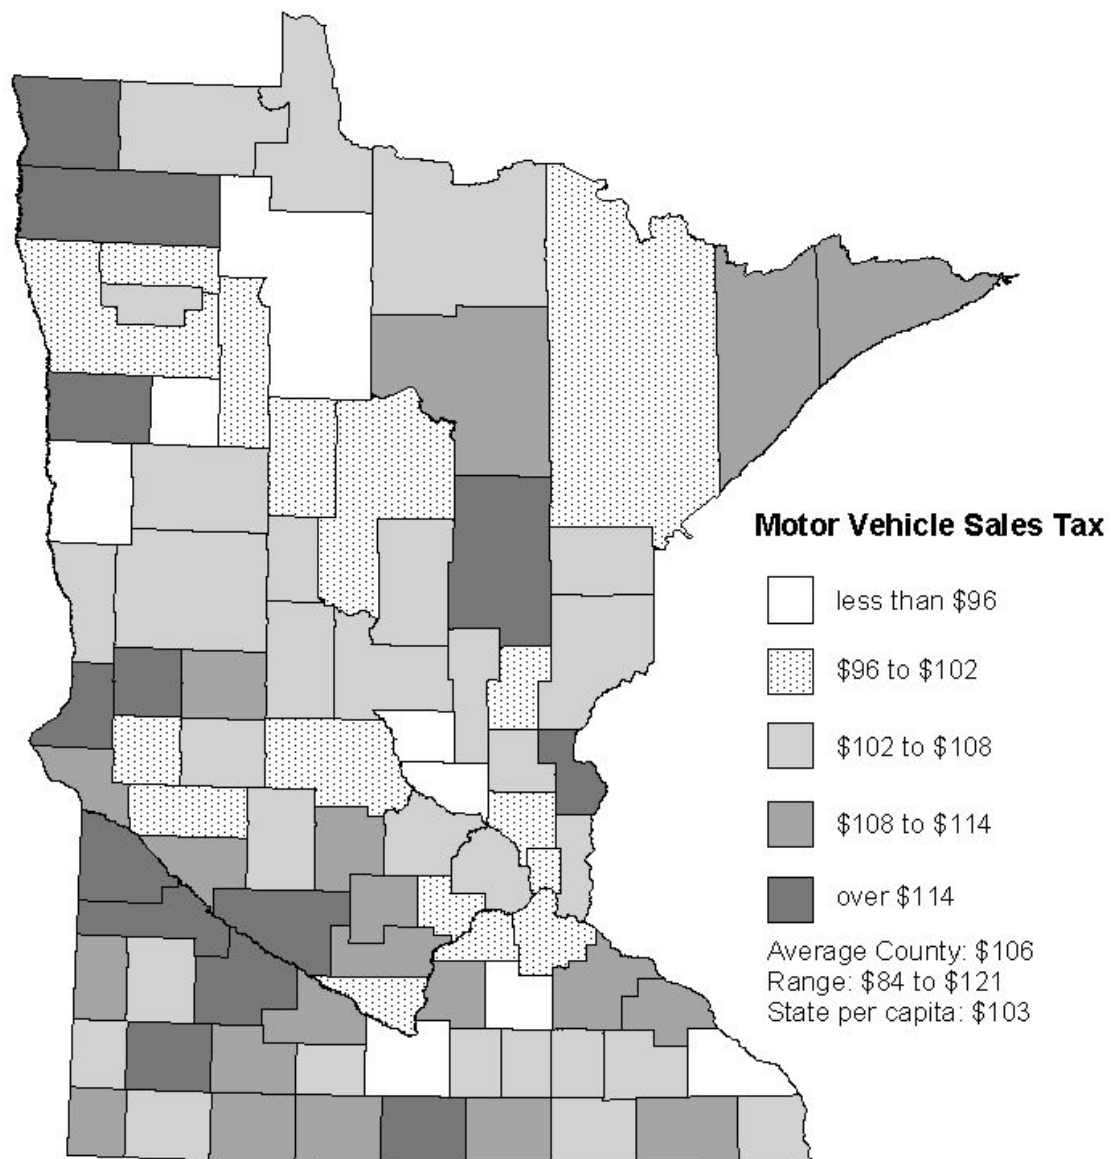 Motor Vehicle Sales Tax
less than $96
$96 to $102
$102 to $108
$108 to $114
over $114
Average County: $106
Range: $84 to $121
State per capita: $103